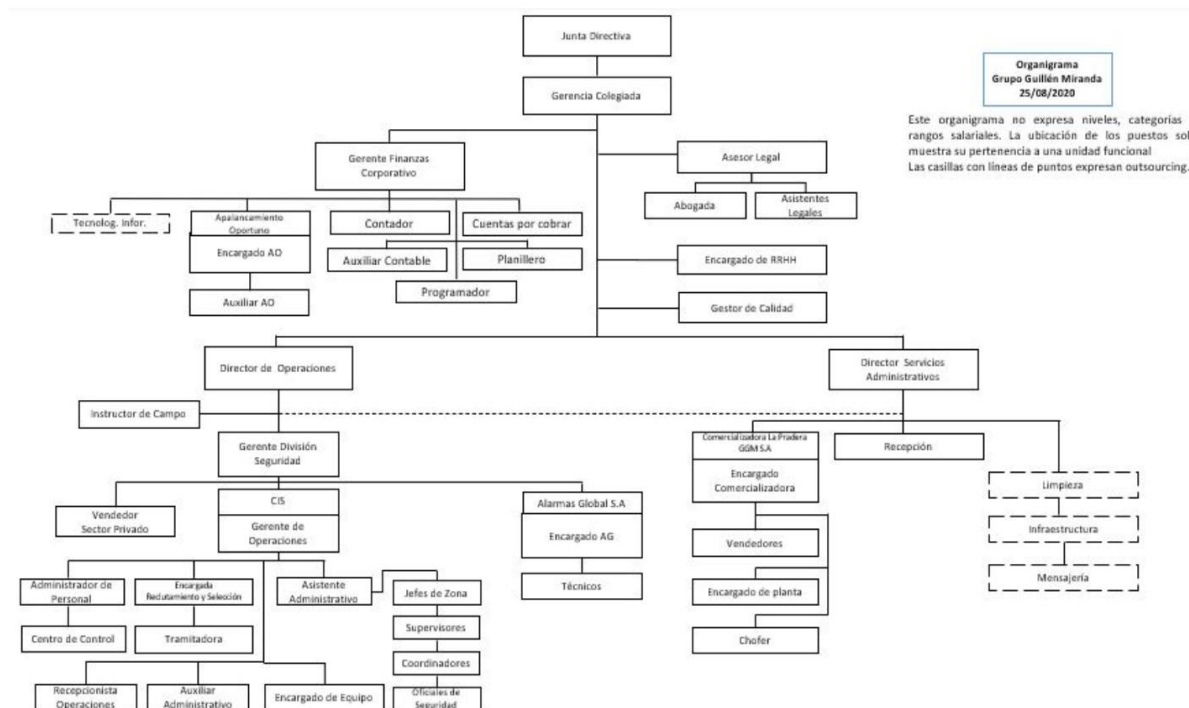 Junta Directiva
Organigrama
Grupo Guillén Miranda
25/08/2020
Gerencia Colegiada
Este organigrama no expresa niveles, categorías
rangos salariales. La ubicación de los puestos sol
muestra su pertenencia a una unidad funcional
Las casillas con líneas de puntos expresan outsourcing.
Gerente Finanzas
Corporativo
Asesor Legal
Abogada
Asistentes
Legales
Tecnolog. Infor.
Apalancamiento
Oportuno
Contador
Cuentas por cobrar
Encargado AO
Auxiliar Contable
Planillero
Encargado de RRHH
Auxiliar AO
Programador
Gestor de Calidad
Director de Operaciones
Director Servicios
Administrativos
Instructor de Campo
Gerente División
Seguridad
Comercializadora La Pradera
GGM S.A
Recepción
Encargado
Comercializadora
Limpieza
Vendedor
Sector Privado
CIS
Alarmas Global S.A
Gerente de
Operaciones
Encargado AG
Infraestructura
Vendedores
Administrador de
Personal
Encargada
Reclutamiento y Selección
Asistente
Administrativo
Jefes de Zona
Técnicos
Encargado de planta
Mensajería
Centro de Control
Tramitadora
Supervisores
Chofer
Coordinadores
Recepcionista
Operaciones
Auxiliar
Administrativo
Encargado de Equipo
Oficiales de
Seguridad